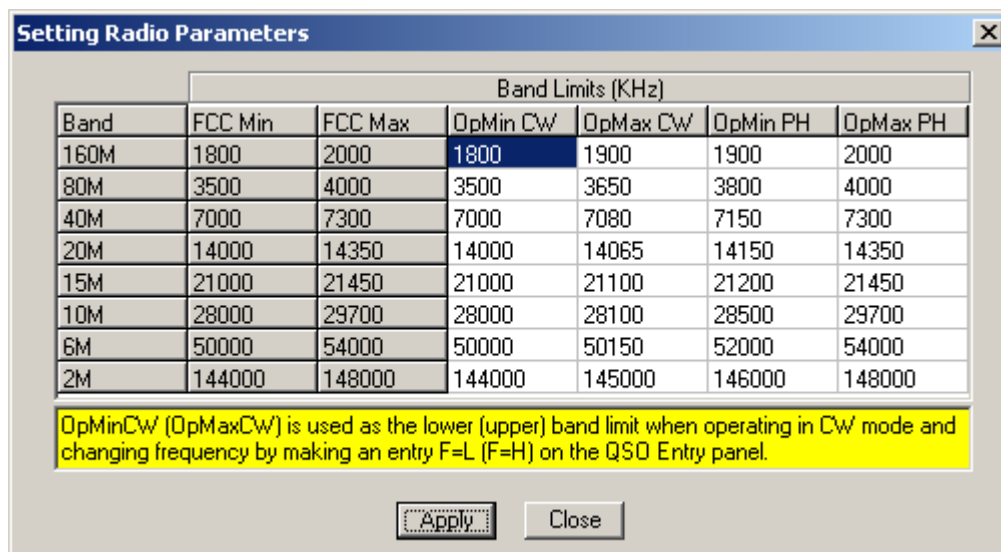 Setting Radio Parameters
Band Limits (KHz)
Band FCC Min FCC Max OpMin CW OpMax CW OpMin PH OpMax PH
160M 1800 2000 1800 1900 1900 2000
80M 3500 4000 3500 3650 3800 4000
40M 7000 7300 7000 7080 7150 7300
20M 14000 14350 14000 14065 14150 14350
15M 21000 21450 21000 21100 21200 21450
10M 28000 29700 28000 28100 28500 29700
6M 50000 54000 50000 50150 52000 54000
2M 144000 148000 144000 145000 146000 148000
OpMinCW (OpMaxCW) is used as the lower (upper) band limit when operating in CW mode and
changing frequency by making an entry F=L (F=H) on the QSO Entry panel.
Apply Close